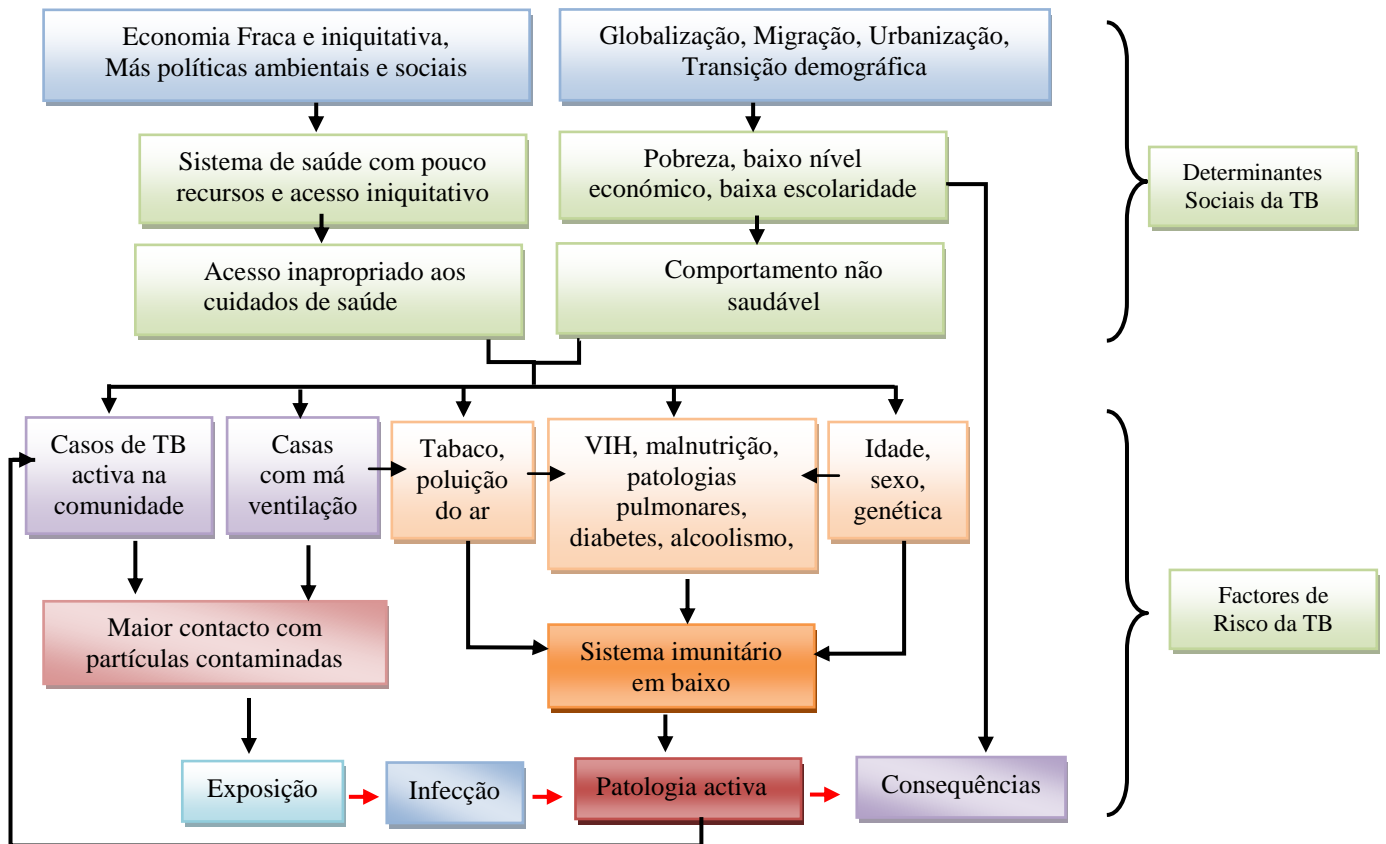 Economia Fraca e iniquitativa,
Más políticas ambientais e sociais
Globalização, Migração, Urbanização,
Transição demográfica
Sistema de saúde com pouco
recursos e acesso iniquitativo
Pobreza, baixo nível
económico, baixa escolaridade
Determinantes
Sociais da TB
Acesso inapropriado aos
cuidados de saúde
Comportamento não
saudável
Casos de TB
activa na
comunidade
Casas
com má
ventilação
Tabaco,
poluição
do ar
VIH, malnutrição,
patologias
pulmonares,
diabetes, alcoolismo,
Idade,
sexo,
genética
Factores de
Risco da TB
Maior contacto com
partículas contaminadas
Sistema imunitário
em baixo
Exposição
Infecção
Patologia activa
Consequências